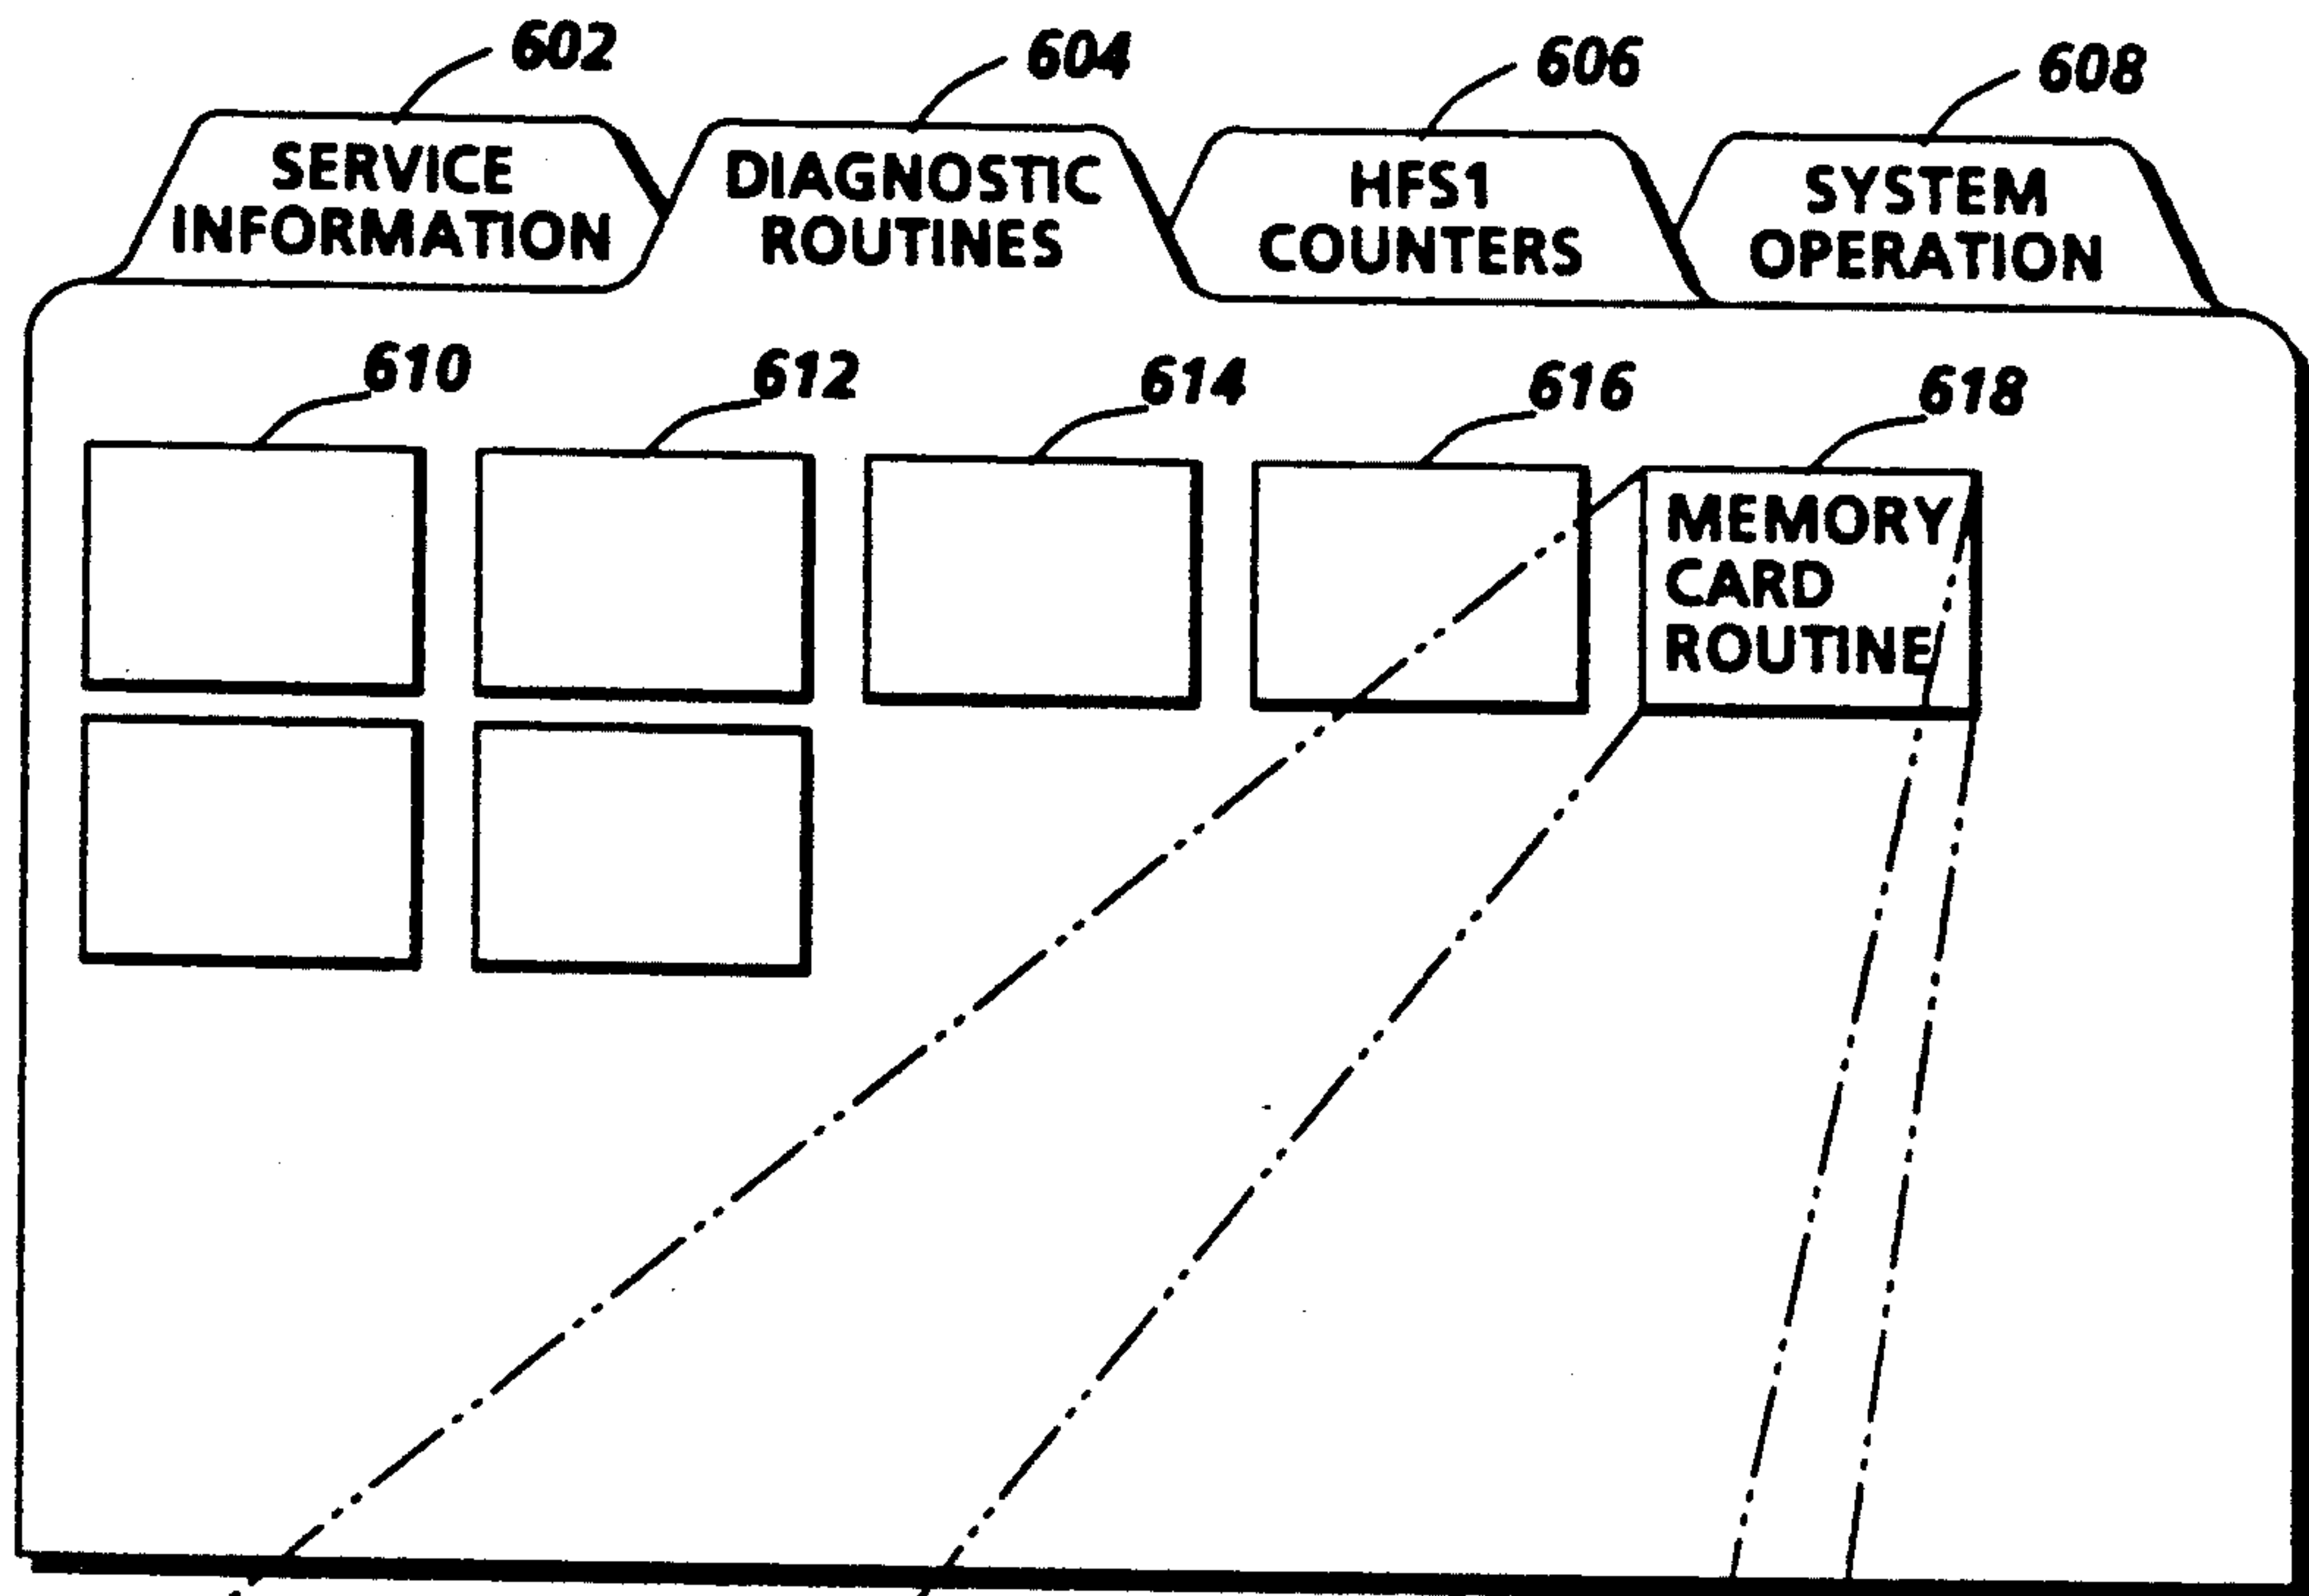 602
604
606
608
SERVICE
INFORMATION
DIAGNOSTIC
ROUTINES
HFS1
COUNTERS
SYSTEM
OPERATION
610
612
614
616
618
MEMORY
CARD
ROUTINE